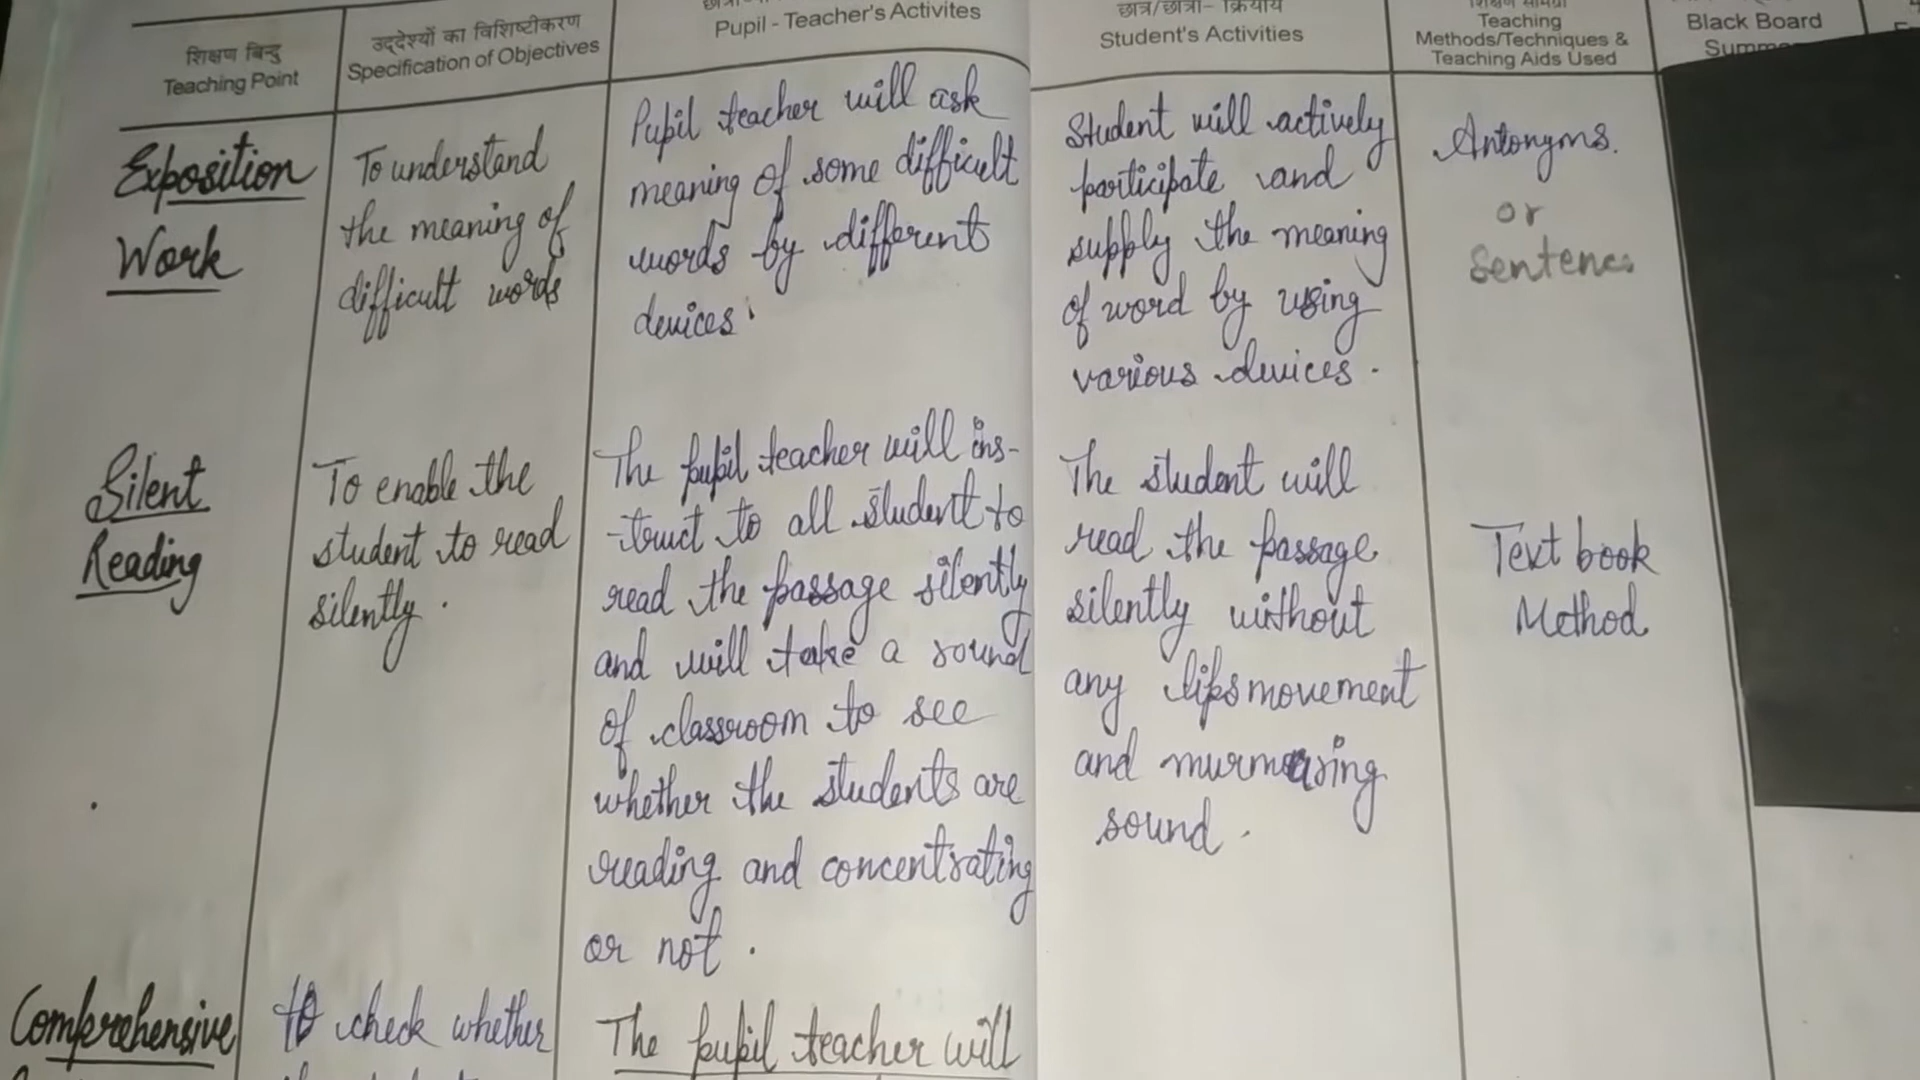 शिक्षण बिन्दु
Teaching Point
उद्देश्यों का विशिष्टीकरण
Specification of Objectives
Pupil - Teacher's Activites
छात्र/छात्रा- क्रियायें
Student's Activities
Teaching
Methods/Techniques &
Teaching Aids Used
Black Board
Exposition
Work
To understand
the meaning of
difficult words
Pupil teacher will ask
meaning of some difficult
words by different
devices.
Student will actively
participate and
supply the meaning
of word by using
various devices.
Antonyms.
or
Sentence
Silent
Reading
To enable the
student to read
silently.
The pupil teacher will ins-
-truct to all student to
read the passage silently
and will take a round
of classroom to see
whether the students are
reading and concentrating
or not.
The student will
read the passage
silently without
any lips movement
and murmuring
sound.
Text book
Method
Comprehensive
to check whether
The pupil teacher will